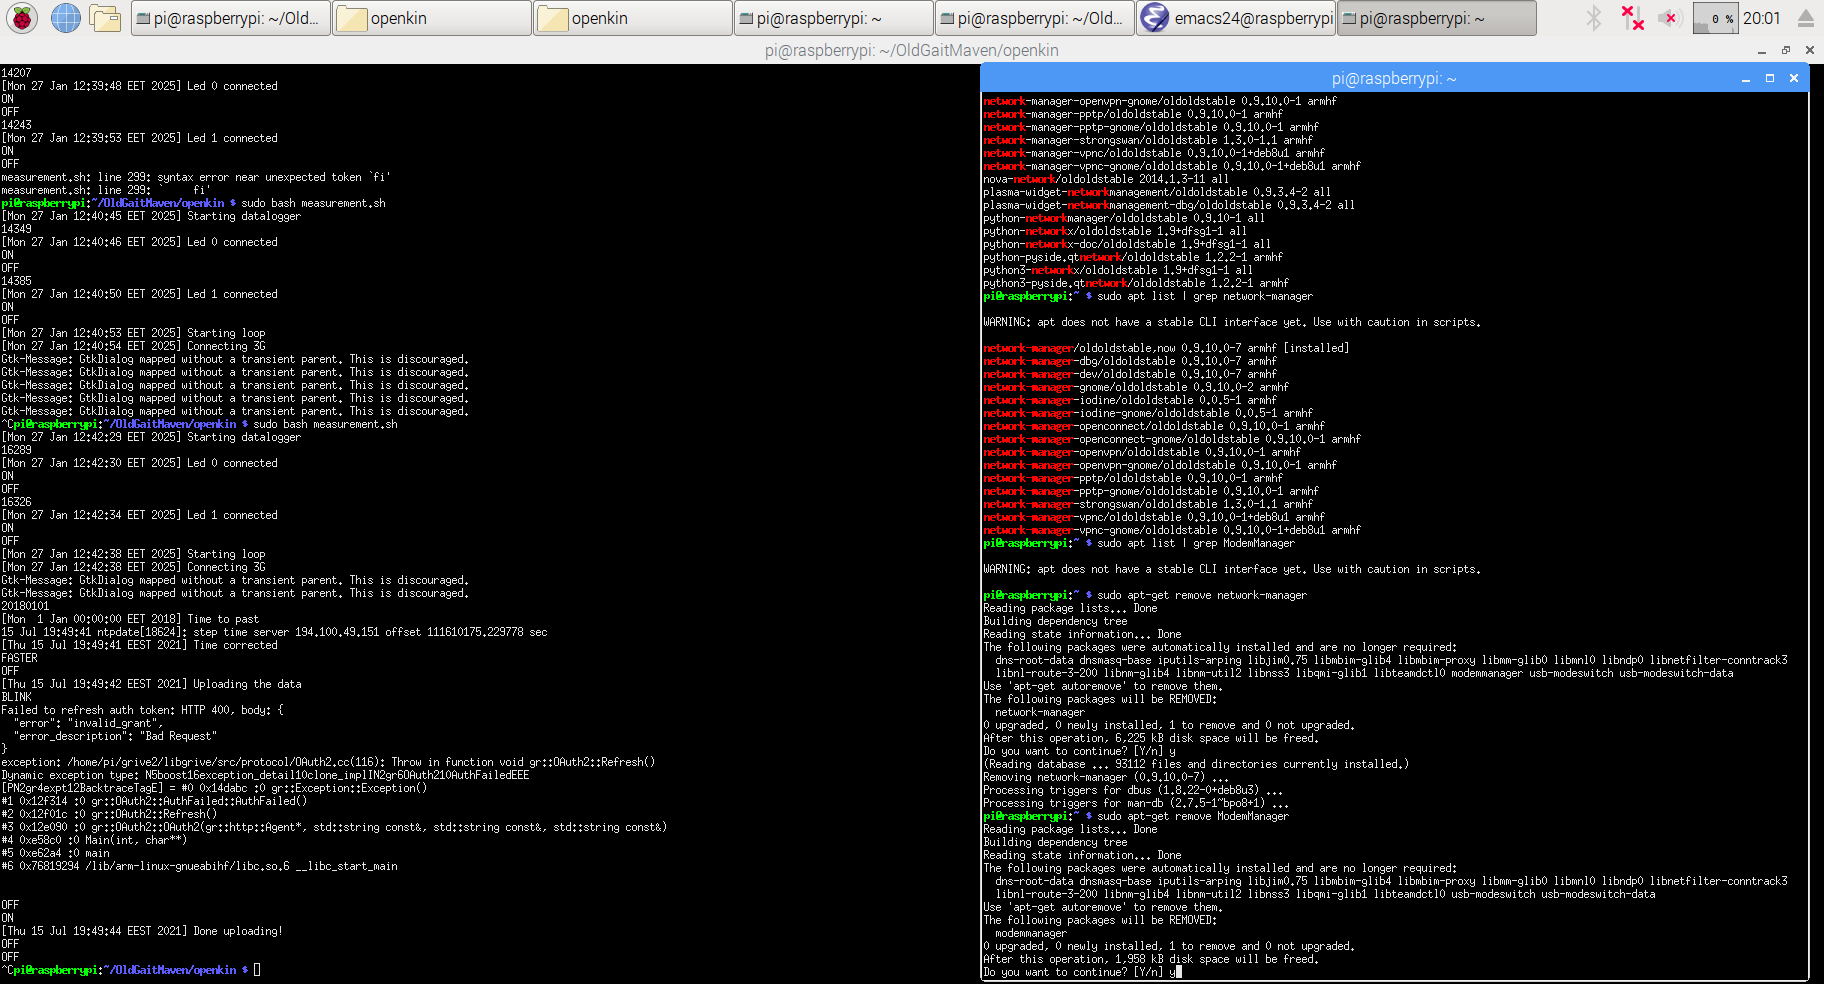 pi@raspberrypi: ~/Old...
openkin
openkin
pi@raspberrypi: ~
pi@raspberrypi: ~/Old...
emacs24@raspberrypi
pi@raspberrypi: ~
0 %
20:01
pi@raspberrypi: ~/OldGaitMaven/openkin
14207
[Mon 27 Jan 12:39:48 EET 2025] Led 0 connected
ON
OFF
14243
[Mon 27 Jan 12:39:53 EET 2025] Led 1 connected
ON
OFF
measurement.sh: line 299: syntax error near unexpected token `fi'
measurement.sh: line 299: `     fi'
pi@raspberrypi:~/OldGaitMaven/openkin $ sudo bash measurement.sh
[Mon 27 Jan 12:40:45 EET 2025] Starting datalogger
14349
[Mon 27 Jan 12:40:46 EET 2025] Led 0 connected
ON
OFF
14385
[Mon 27 Jan 12:40:50 EET 2025] Led 1 connected
ON
OFF
[Mon 27 Jan 12:40:53 EET 2025] Starting loop
[Mon 27 Jan 12:40:54 EET 2025] Connecting 3G
Gtk-Message: GtkDialog mapped without a transient parent. This is discouraged.
Gtk-Message: GtkDialog mapped without a transient parent. This is discouraged.
Gtk-Message: GtkDialog mapped without a transient parent. This is discouraged.
Gtk-Message: GtkDialog mapped without a transient parent. This is discouraged.
Gtk-Message: GtkDialog mapped without a transient parent. This is discouraged.
^Cpi@raspberrypi:~/OldGaitMaven/openkin $ sudo bash measurement.sh
[Mon 27 Jan 12:42:29 EET 2025] Starting datalogger
16289
[Mon 27 Jan 12:42:30 EET 2025] Led 0 connected
ON
OFF
16326
[Mon 27 Jan 12:42:34 EET 2025] Led 1 connected
ON
OFF
[Mon 27 Jan 12:42:38 EET 2025] Starting loop
[Mon 27 Jan 12:42:38 EET 2025] Connecting 3G
Gtk-Message: GtkDialog mapped without a transient parent. This is discouraged.
Gtk-Message: GtkDialog mapped without a transient parent. This is discouraged.
20180101
[Mon  1 Jan 00:00:00 EET 2018] Time to past
15 Jul 19:49:41 ntpdate[18624]: step time server 194.100.49.151 offset 111610175.229778 sec
[Thu 15 Jul 19:49:41 EEST 2021] Time corrected
FASTER
OFF
[Thu 15 Jul 19:49:42 EEST 2021] Uploading the data
BLINK
Failed to refresh auth token: HTTP 400, body: {
  "error": "invalid_grant",
  "error_description": "Bad Request"
}
exception: /home/pi/grive2/libgrive/src/protocol/OAuth2.cc(116): Throw in function void gr::OAuth2::Refresh()
Dynamic exception type: N5boost16exception_detail10clone_implIN2gr6OAuth210AuthFailedEEE
[PN2gr4expt12BacktraceTagE] = #0 0x14dabc :0 gr::Exception::Exception()
#1 0x12f314 :0 gr::OAuth2::AuthFailed::AuthFailed()
#2 0x12f01c :0 gr::OAuth2::Refresh()
#3 0x12e090 :0 gr::OAuth2::OAuth2(gr::http::Agent*, std::string const&, std::string const&, std::string const&)
#4 0xe58c0 :0 Main(int, char**)
#5 0xe62a4 :0 main
#6 0x76819294 /lib/arm-linux-gnueabihf/libc.so.6 __libc_start_main
OFF
ON
[Thu 15 Jul 19:49:44 EEST 2021] Done uploading!
OFF
OFF
^Cpi@raspberrypi:~/OldGaitMaven/openkin $
pi@raspberrypi: ~
network-manager-openvpn-gnome/oldoldstable 0.9.10.0-1 armhf
network-manager-pptp/oldoldstable 0.9.10.0-1 armhf
network-manager-pptp-gnome/oldoldstable 0.9.10.0-1 armhf
network-manager-strongswan/oldoldstable 1.3.0-1.1 armhf
network-manager-vpnc/oldoldstable 0.9.10.0-1+deb8u1 armhf
network-manager-vpnc-gnome/oldoldstable 0.9.10.0-1+deb8u1 armhf
nova-network/oldoldstable 2014.1.3-11 all
plasma-widget-networkmanagement/oldoldstable 0.9.3.4-2 all
plasma-widget-networkmanagement-dbg/oldoldstable 0.9.3.4-2 all
python-networkmanager/oldoldstable 0.9.10-1 all
python-networkx/oldoldstable 1.9+dfsg1-1 all
python-networkx-doc/oldoldstable 1.9+dfsg1-1 all
python-pyside.qtnetwork/oldoldstable 1.2.2-1 armhf
python3-networkx/oldoldstable 1.9+dfsg1-1 all
python3-pyside.qtnetwork/oldoldstable 1.2.2-1 armhf
pi@raspberrypi:~ $ sudo apt list | grep network-manager
WARNING: apt does not have a stable CLI interface yet. Use with caution in scripts.
network-manager/oldoldstable,now 0.9.10.0-7 armhf [installed]
network-manager-dbg/oldoldstable 0.9.10.0-7 armhf
network-manager-dev/oldoldstable 0.9.10.0-7 armhf
network-manager-gnome/oldoldstable 0.9.10.0-2 armhf
network-manager-iodine/oldoldstable 0.0.5-1 armhf
network-manager-iodine-gnome/oldoldstable 0.0.5-1 armhf
network-manager-openconnect/oldoldstable 0.9.10.0-1 armhf
network-manager-openconnect-gnome/oldoldstable 0.9.10.0-1 armhf
network-manager-openvpn/oldoldstable 0.9.10.0-1 armhf
network-manager-openvpn-gnome/oldoldstable 0.9.10.0-1 armhf
network-manager-pptp/oldoldstable 0.9.10.0-1 armhf
network-manager-pptp-gnome/oldoldstable 0.9.10.0-1 armhf
network-manager-strongswan/oldoldstable 1.3.0-1.1 armhf
network-manager-vpnc/oldoldstable 0.9.10.0-1+deb8u1 armhf
network-manager-vpnc-gnome/oldoldstable 0.9.10.0-1+deb8u1 armhf
pi@raspberrypi:~ $ sudo apt list | grep ModemManager
WARNING: apt does not have a stable CLI interface yet. Use with caution in scripts.
pi@raspberrypi:~ $ sudo apt-get remove network-manager
Reading package lists... Done
Building dependency tree
Reading state information... Done
The following packages were automatically installed and are no longer required:
  dns-root-data dnsmasq-base iputils-arping libjim0.75 libmbim-glib4 libmbim-proxy libmm-glib0 libmnl0 libndp0 libnetfilter-conntrack3
  libnl-route-3-200 libnm-glib4 libnm-util2 libnss3 libqmi-glib1 libteamdctl0 modemmanager usb-modeswitch usb-modeswitch-data
Use 'apt-get autoremove' to remove them.
The following packages will be REMOVED:
  network-manager
0 upgraded, 0 newly installed, 1 to remove and 0 not upgraded.
After this operation, 6,225 kB disk space will be freed.
Do you want to continue? [Y/n] y
(Reading database ... 93112 files and directories currently installed.)
Removing network-manager (0.9.10.0-7) ...
Processing triggers for dbus (1.8.22-0+deb8u3) ...
Processing triggers for man-db (2.7.5-1~bpo8+1) ...
pi@raspberrypi:~ $ sudo apt-get remove ModemManager
Reading package lists... Done
Building dependency tree
Reading state information... Done
The following packages were automatically installed and are no longer required:
  dns-root-data dnsmasq-base iputils-arping libjim0.75 libmbim-glib4 libmbim-proxy libmm-glib0 libmnl0 libndp0 libnetfilter-conntrack3
  libnl-route-3-200 libnm-glib4 libnm-util2 libnss3 libqmi-glib1 libteamdctl0 usb-modeswitch usb-modeswitch-data
Use 'apt-get autoremove' to remove them.
The following packages will be REMOVED:
  modemmanager
0 upgraded, 0 newly installed, 1 to remove and 0 not upgraded.
After this operation, 1,958 kB disk space will be freed.
Do you want to continue? [Y/n] y